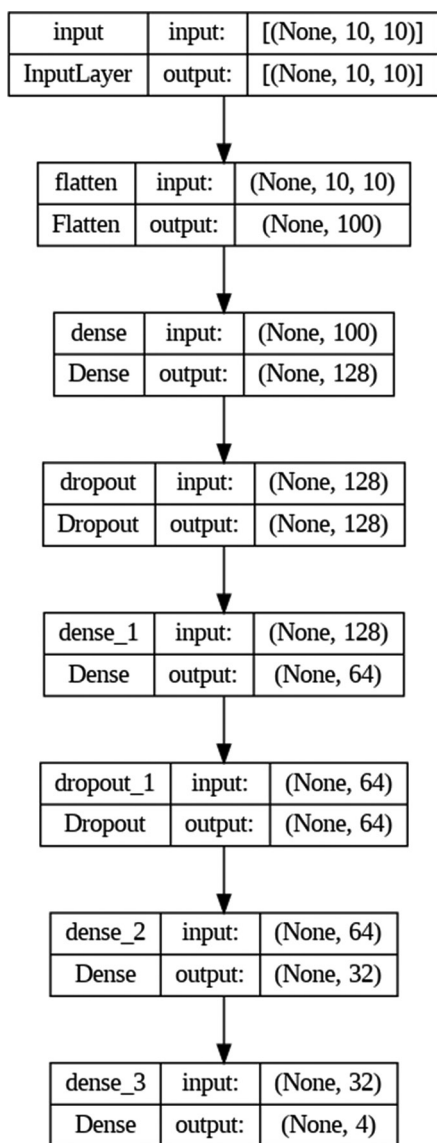 input input: [(None, 10, 10)]
InputLayer output: [(None, 10, 10)]
flatten input: (None, 10, 10)
Flatten output: (None, 100)
dense input: (None, 100)
Dense output: (None, 128)
dropout input: (None, 128)
Dropout output: (None, 128)
dense_1 input: (None, 128)
Dense output: (None, 64)
dropout_1 input: (None, 64)
Dropout output: (None, 64)
dense_2 input: (None, 64)
Dense output: (None, 32)
dense_3 input: (None, 32)
Dense output: (None, 4)